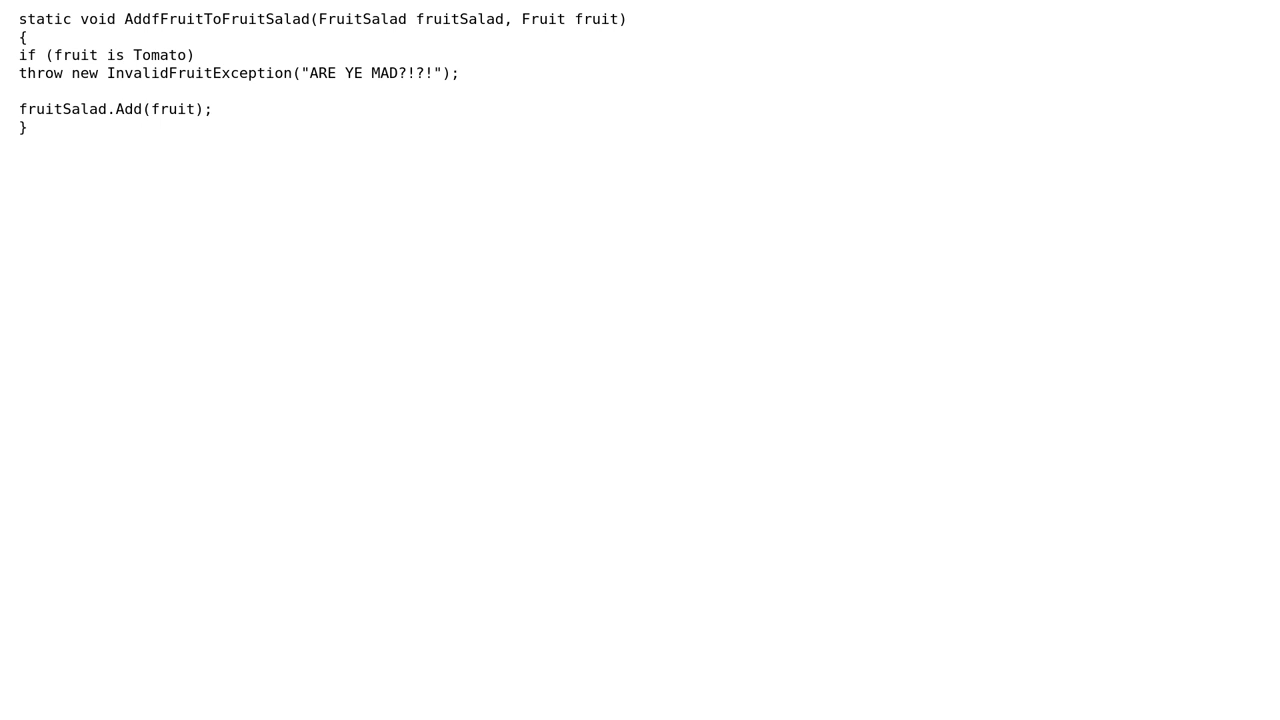 static void AddfFruitToFruitSalad(FruitSalad fruitSalad, Fruit fruit)
{
if (fruit is Tomato)
throw new InvalidFruitException("ARE YE MAD?!?!");

fruitSalad.Add(fruit);
}